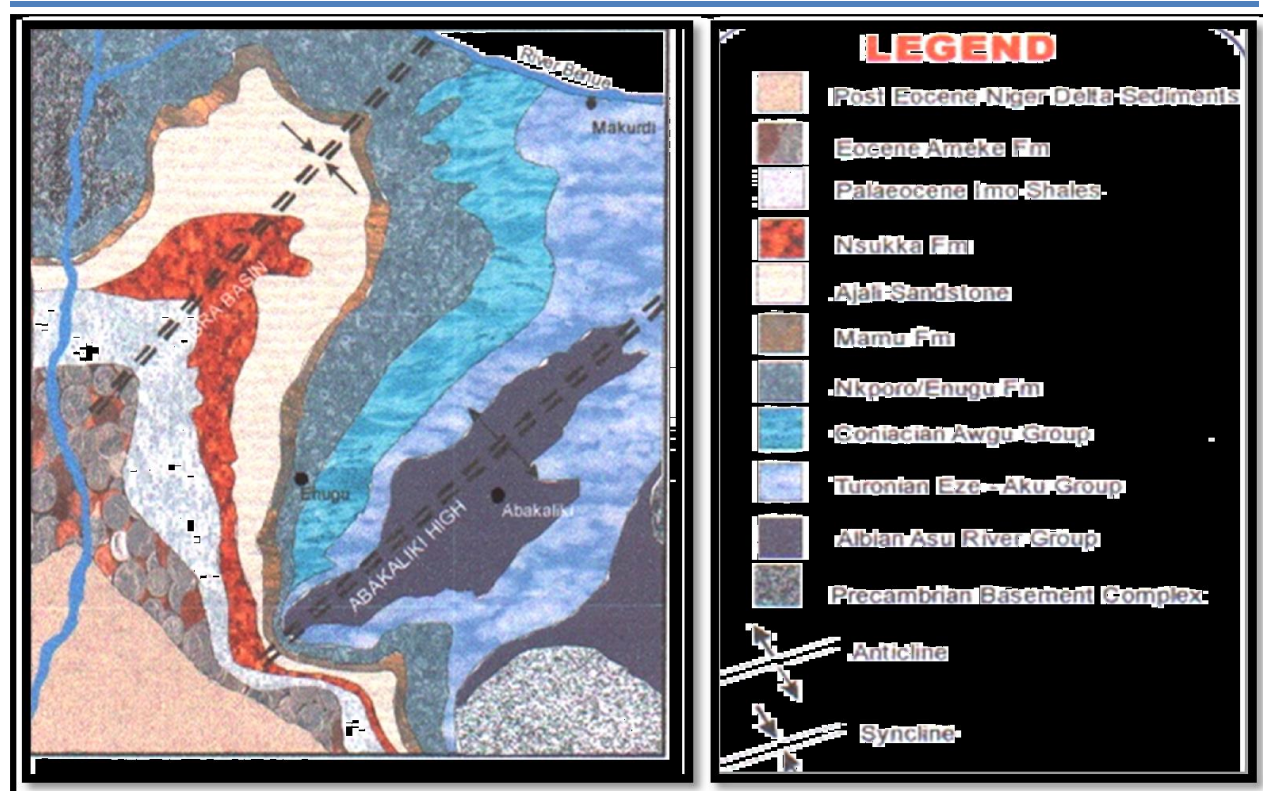 River Benue
Makurdi
BRA BASIN
Enugu
Abakaliki
ABAKALIKI HIGH
LEGEND
Post Eocene Niger Delta Sediments
Eocene Ameke Fm
Palaeocene Imo Shales
Nsukka Fm
Ajali Sandstone
Mamu Fm
Nkporo/Enugu Fm
Coniacian Awgu Group
Turonian Eze - Aku Group
Albian Asu River Group
Precambrian Basement Complex
Anticline
Syncline